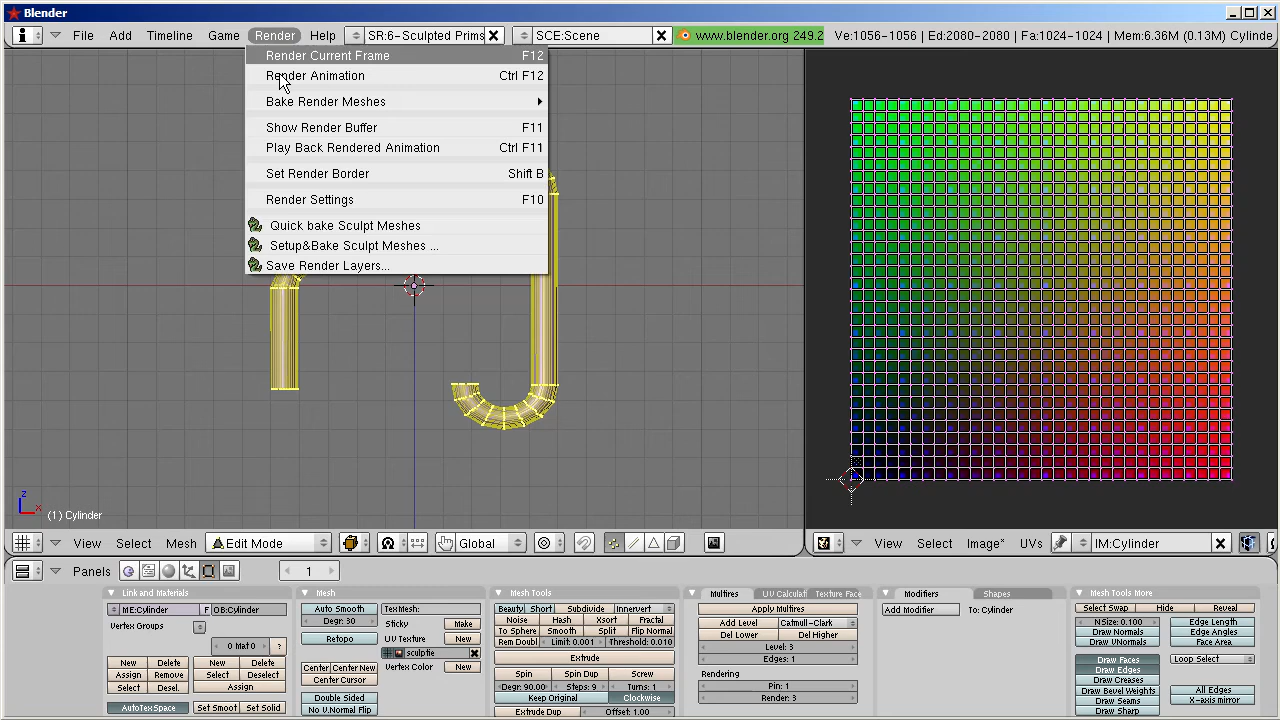 Blender
File Add Timeline Game Render Help SR:6-Sculpted Prims SCE:Scene www.blender.org 249.2 Ve:1056-1056 | Ed:2080-2080 | Fa:1024-1024 | Mem:6.36M (0.13M) Cylinde
Render Current Frame F12
Render Animation Ctrl F12
Bake Render Meshes
Show Render Buffer F11
Play Back Rendered Animation Ctrl F11
Set Render Border Shift B
Render Settings F10
Quick bake Sculpt Meshes
Setup&Bake Sculpt Meshes ...
Save Render Layers...
z
x
(1) Cylinder
View Select Mesh Edit Mode Global
View Select Image* UVs IM:Cylinder
Panels 1
Link and Materials
ME:Cylinder F OB:Cylinder
Vertex Groups
0 Mat 0 ?
New Delete New Delete
Assign Remove Select Deselect
Select Desel. Assign
AutoTexSpace Set Smoot Set Solid
Mesh
Auto Smooth TexMesh:
Degr: 30 Sticky Make
Retopo UV Texture New
sculptie
Center Center New Vertex Color New
Center Cursor
Double Sided
No V.Normal Flip
Mesh Tools
Beauty Short Subdivide Innervert
Noise Hash Xsort Fractal
To Sphere Smooth Split Flip Normal
Rem Doubl Limit: 0.001 Threshold: 0.010
Extrude
Spin Spin Dup Screw
Degr: 90.00 Steps: 9 Turns: 1
Keep Original Clockwise
Extrude Dup Offset: 1.00
Multires UV Calculat Texture Face
Apply Multires
Add Level Catmull-Clark
Del Lower Del Higher
Level: 3
Edges: 1
Rendering
Pin: 1
Render: 3
Modifiers Shapes
Add Modifier To: Cylinder
Mesh Tools More
Select Swap Hide Reveal
NSize: 0.100 Edge Length
Draw Normals Edge Angles
Draw VNormals Face Area
Draw Faces Loop Select
Draw Edges
Draw Creases
Draw Bevel Weights All Edges
Draw Seams X-axis mirror
Draw Sharp